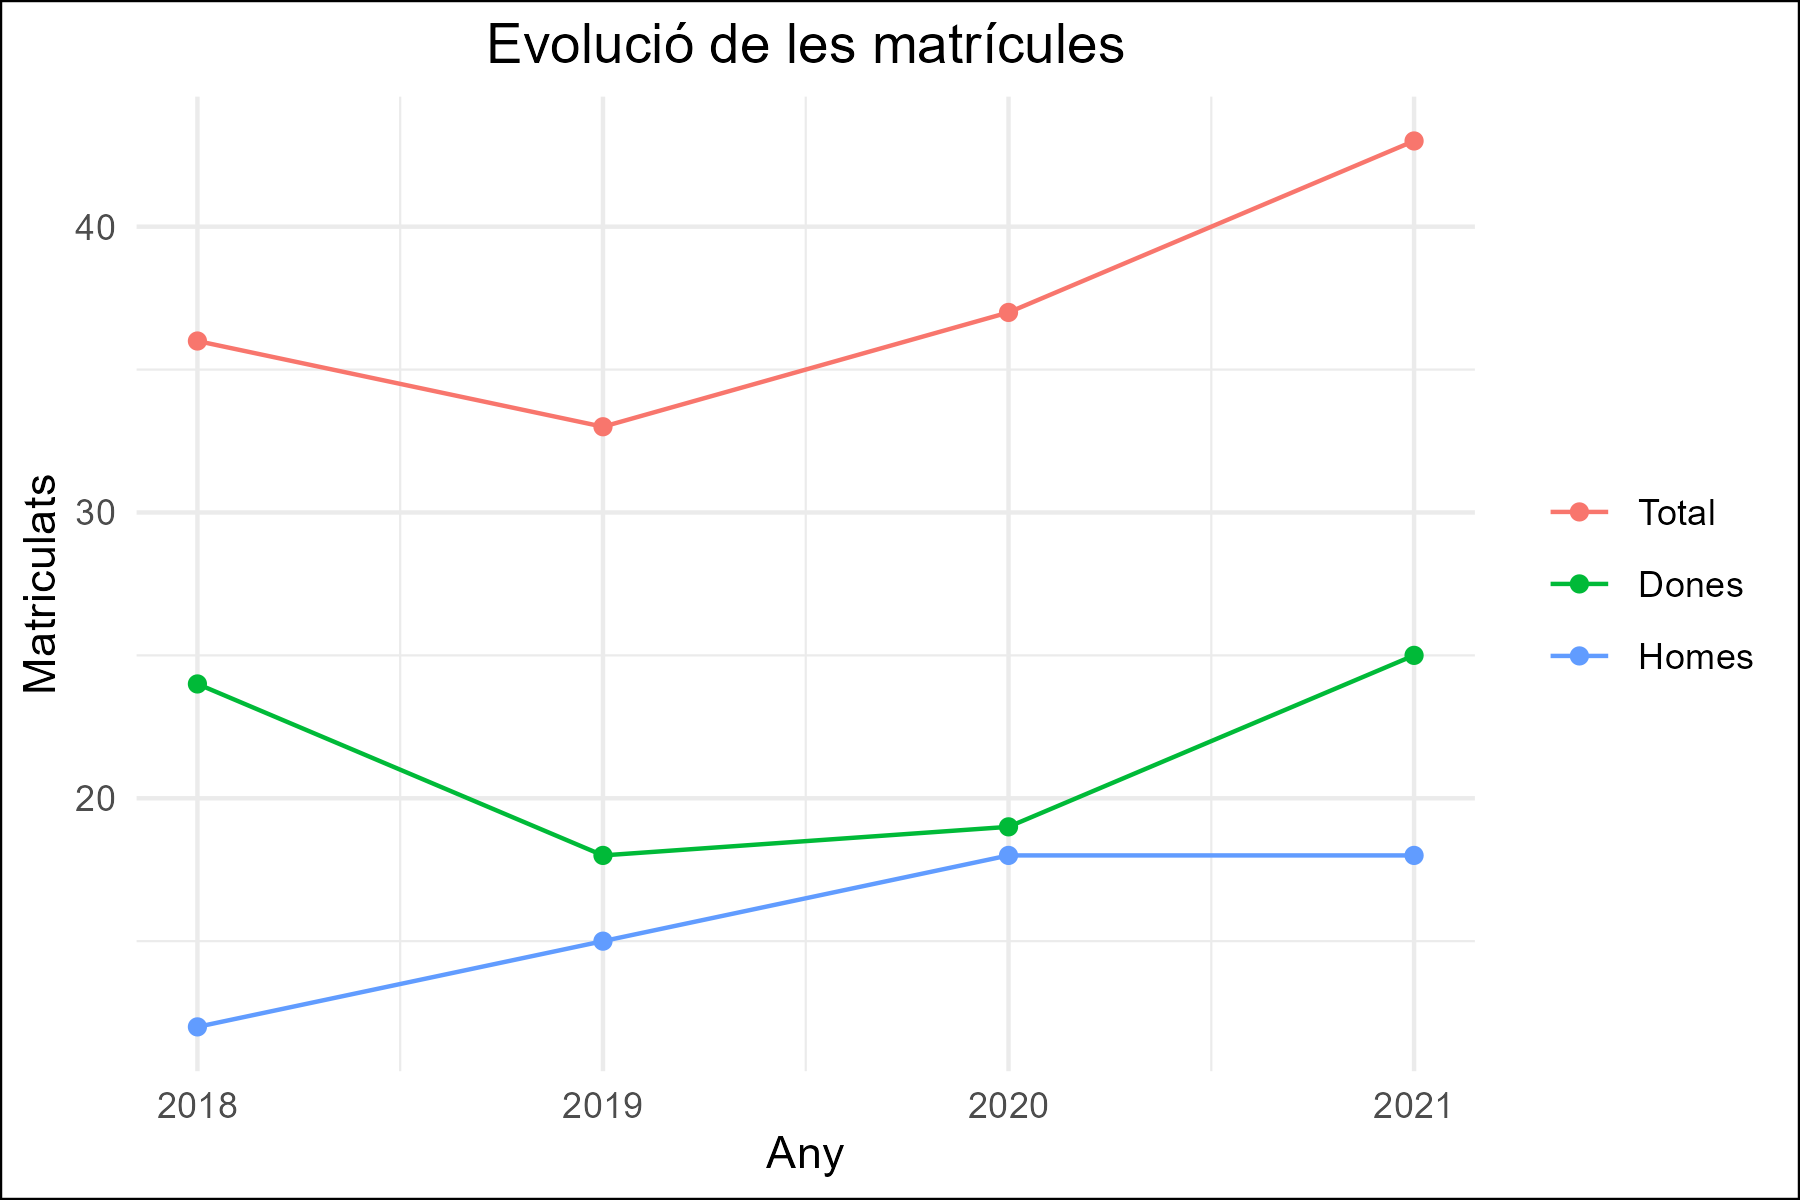 Evolució de les matrícules
Matriculats
40
30
20
2018
2019
2020
2021
Any
Total
Dones
Homes